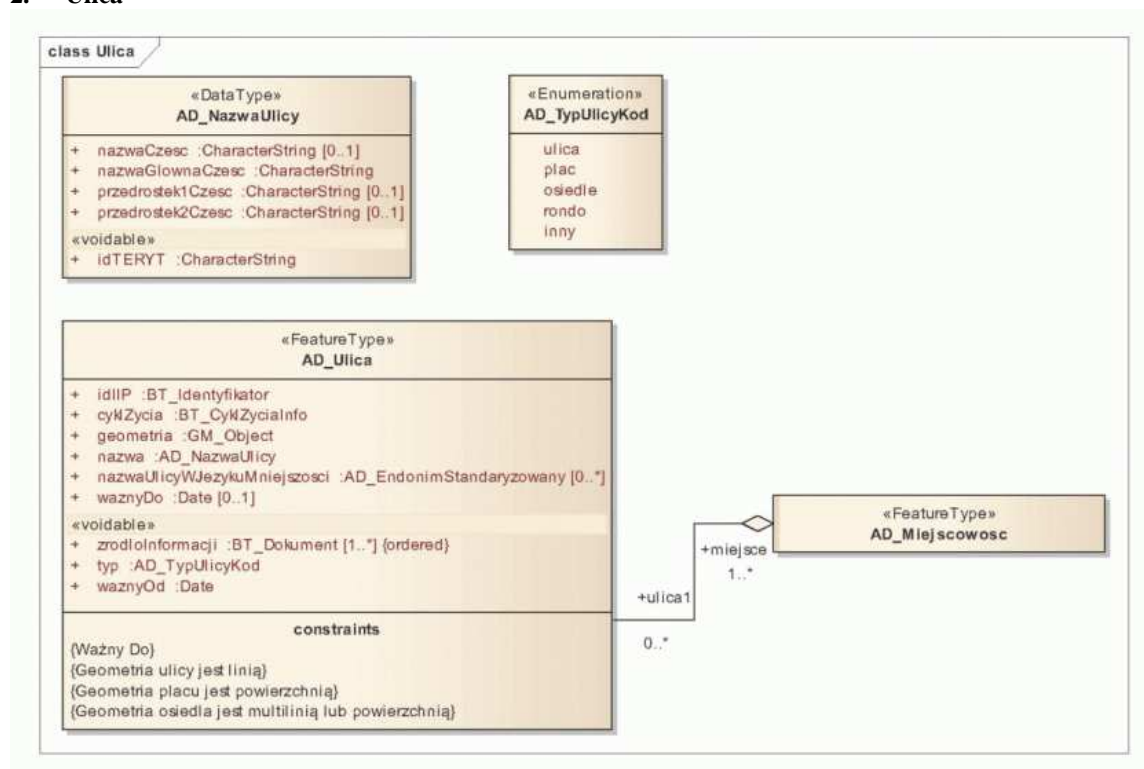 2. Ulica
class Ulica
«DataType»
AD_NazwaUlicy
+ nazwaCzesc :CharacterString [0..1]
+ nazwaGlownaCzesc :CharacterString
+ przedrostek1Czesc :CharacterString [0..1]
+ przedrostek2Czesc :CharacterString [0..1]
«voidable»
+ idTERYT :CharacterString
«Enumeration»
AD_TypUlicyKod
ulica
plac
osiedle
rondo
inny
«FeatureType»
AD_Ulica
+ idIIP :BT_Identyfikator
+ cyklZycia :BT_CyklZyciaInfo
+ geometria :GM_Object
+ nazwa :AD_NazwaUlicy
+ nazwaUlicyWJezykuMniejszosci :AD_EndonimStandaryzowany [0..*]
+ waznyDo :Date [0..1]
«voidable»
+ zrodloInformacji :BT_Dokument [1..*] {ordered}
+ typ :AD_TypUlicyKod
+ waznyOd :Date
constraints
{Ważny Do}
{Geometria ulicy jest linią}
{Geometria placu jest powierzchnią}
{Geometria osiedla jest multilinią lub powierzchnią}
«FeatureType»
AD_Miejscowosc
+miejsce
1..*
+ulica1
0..*